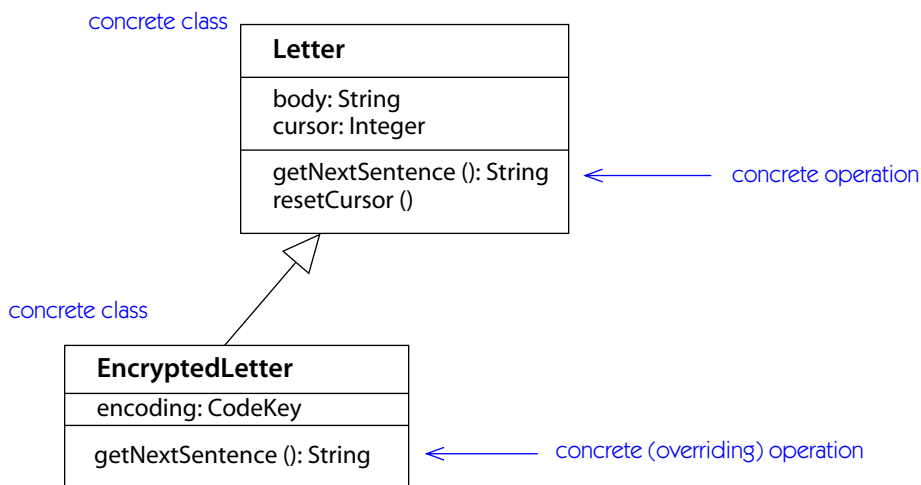 concrete class
Letter
body: String
cursor: Integer
getNextSentence (): String
concrete operation
resetCursor ()
concrete class
EncryptedLetter
encoding: CodeKey
getNextSentence (): String
concrete (overriding) operation